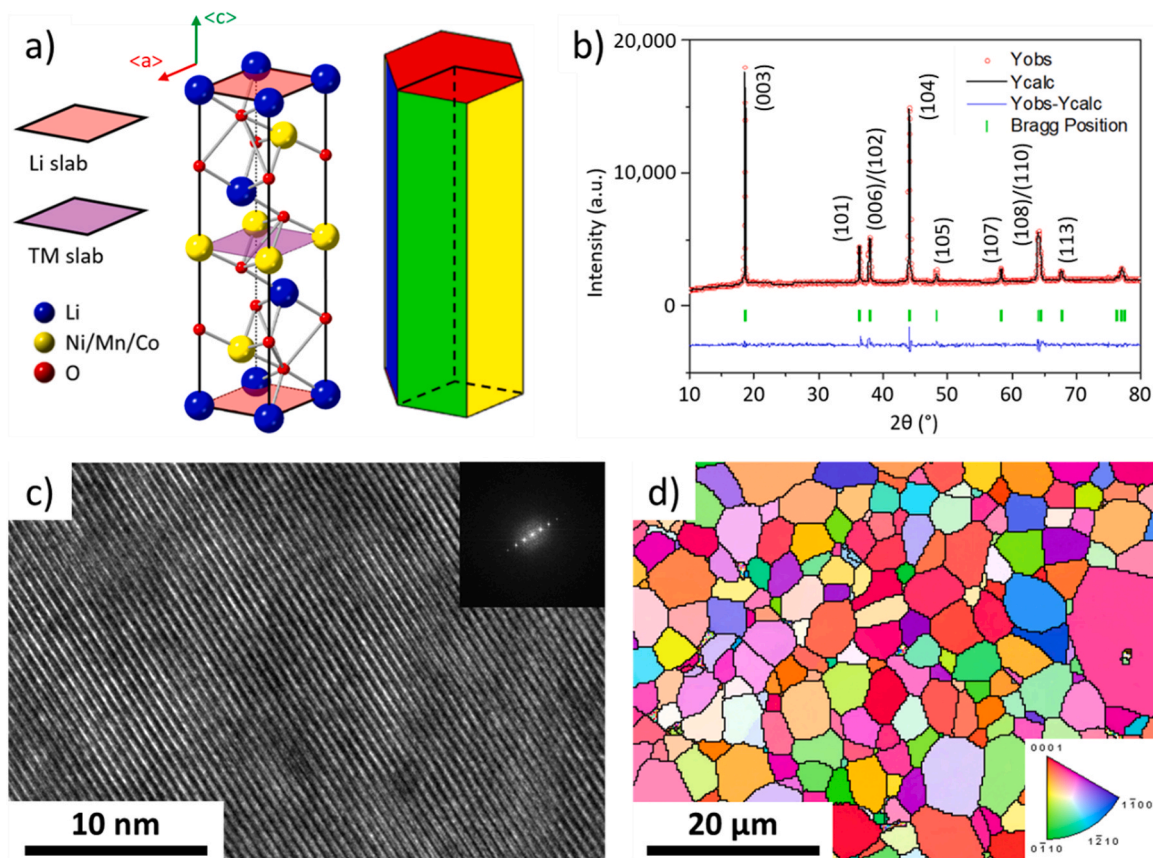 a)
<c>
<a>
Li slab
TM slab
Li
Ni/Mn/Co
O
b)
20,000
10,000
0
Intensity (a.u.)
(003)
(101)
(006)/(102)
(104)
(105)
(107)
(108)/(110)
(113)
Yobs
Ycalc
Yobs-Ycalc
Bragg Position
10
20
30
40
50
60
70
80
2θ (°)
c)
10 nm
d)
20 μm
0001
11̄00
12̄10
01̄10